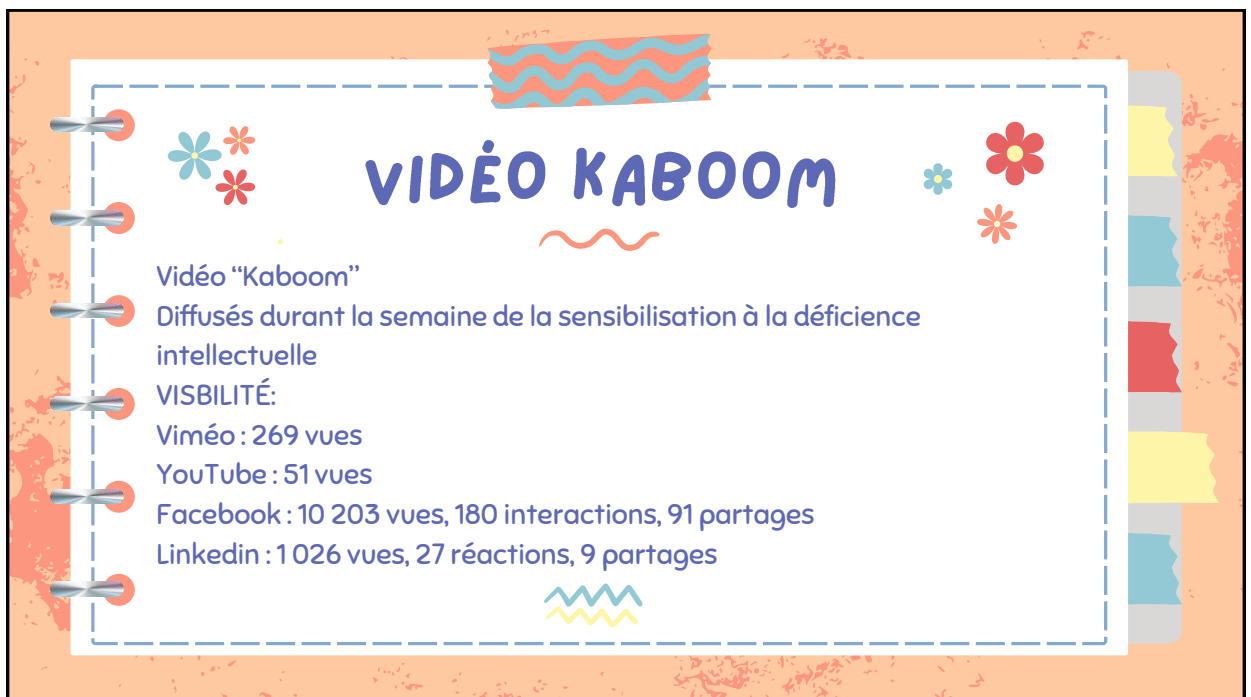 VIDÉO KABOOM
Vidéo “Kaboom”
Diffusés durant la semaine de la sensibilisation à la déficience
intellectuelle
VISBILITÉ:
Viméo : 269 vues
YouTube : 51 vues
Facebook : 10 203 vues, 180 interactions, 91 partages
Linkedin : 1 026 vues, 27 réactions, 9 partages